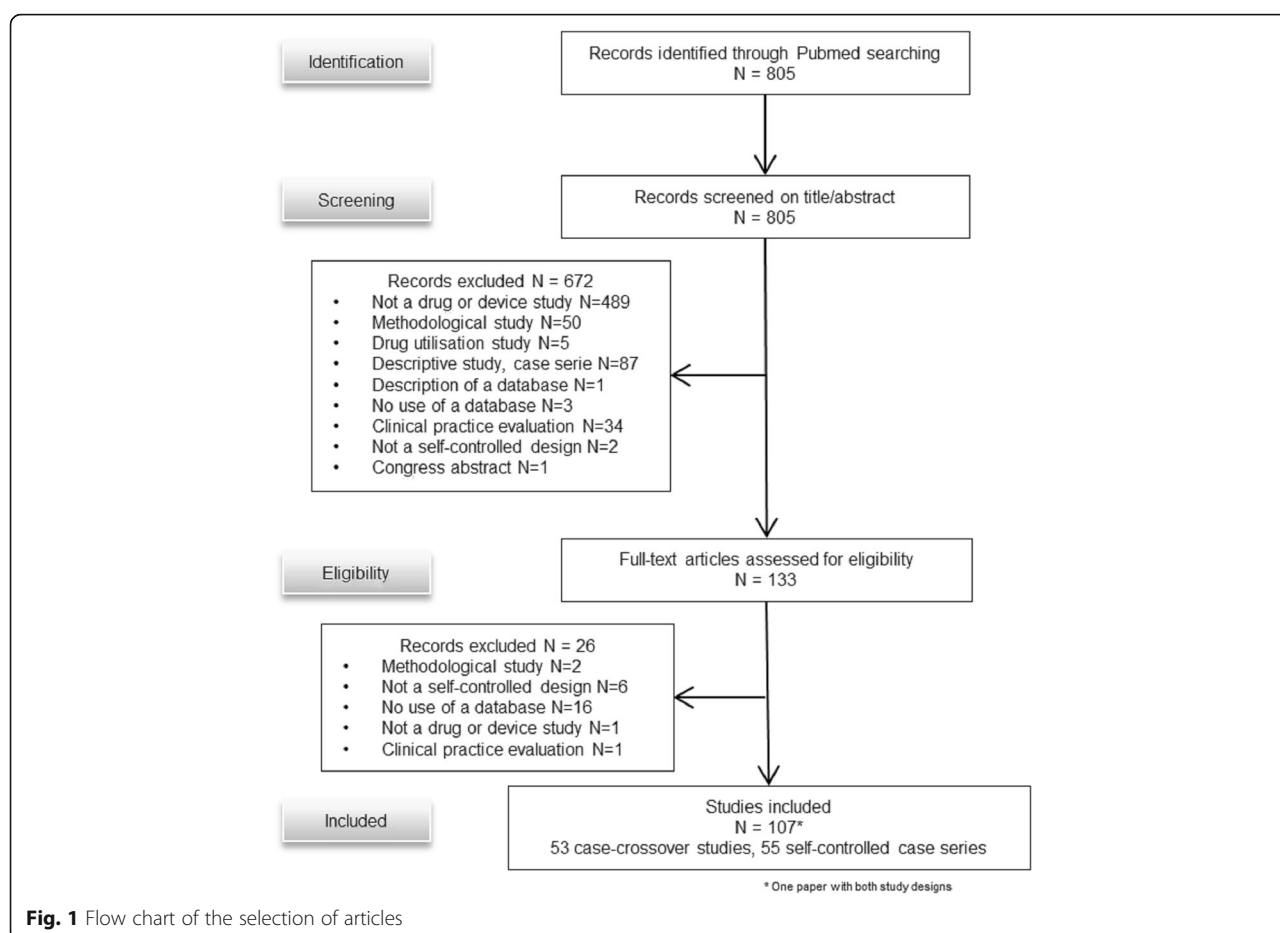 Identification
Records identified through Pubmed searching
N = 805
Screening
Records screened on title/abstract
N = 805
Records excluded N = 672
• Not a drug or device study N=489
• Methodological study N=50
• Drug utilisation study N=5
• Descriptive study, case serie N=87
• Description of a database N=1
• No use of a database N=3
• Clinical practice evaluation N=34
• Not a self-controlled design N=2
• Congress abstract N=1
Eligibility
Full-text articles assessed for eligibility
N = 133
Records excluded N = 26
• Methodological study N=2
• Not a self-controlled design N=6
• No use of a database N=16
• Not a drug or device study N=1
• Clinical practice evaluation N=1
Included
Studies included
N = 107*
53 case-crossover studies, 55 self-controlled case series
* One paper with both study designs
Fig. 1 Flow chart of the selection of articles